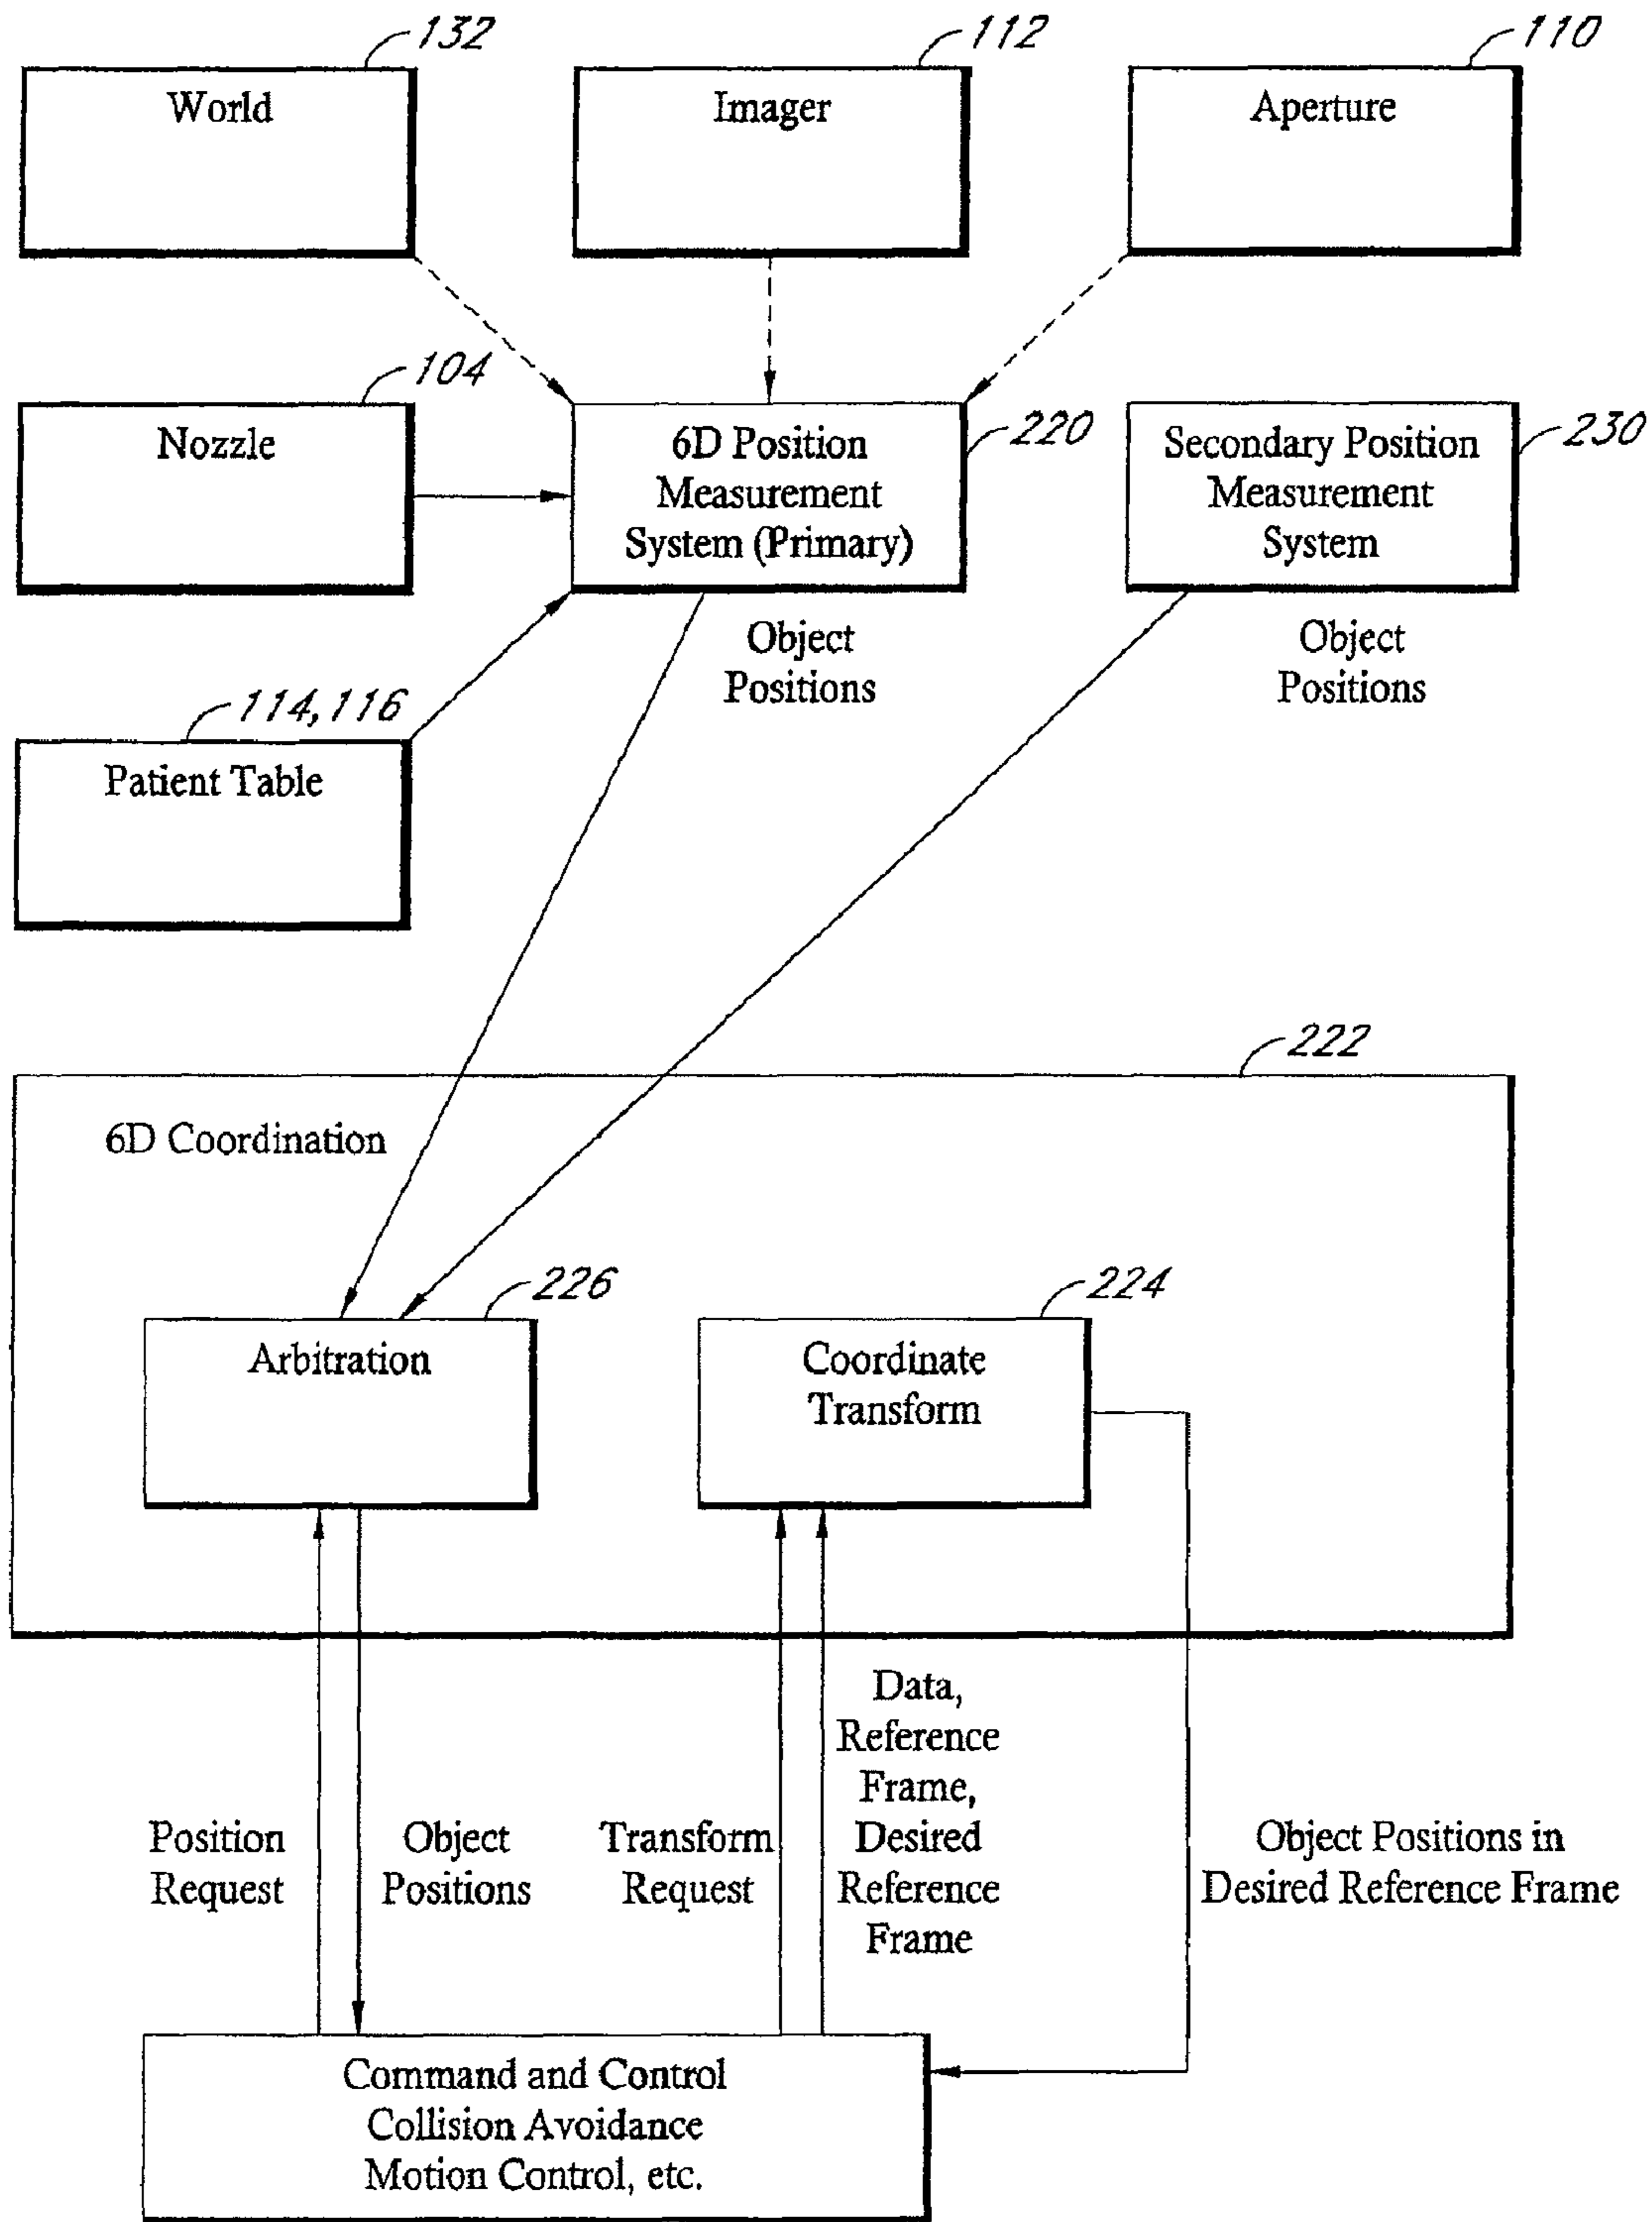 132
112
110
World
Imager
Aperture
104
220
230
Nozzle
6D Position
Measurement
System (Primary)
Secondary Position
Measurement
System
Object
Positions
Object
Positions
114, 116
Patient Table
222
6D Coordination
226
224
Arbitration
Coordinate
Transform
Position
Request
Object
Positions
Transform
Request
Data,
Reference
Frame,
Desired
Reference
Frame
Object Positions in
Desired Reference Frame
Command and Control
Collision Avoidance
Motion Control, etc.